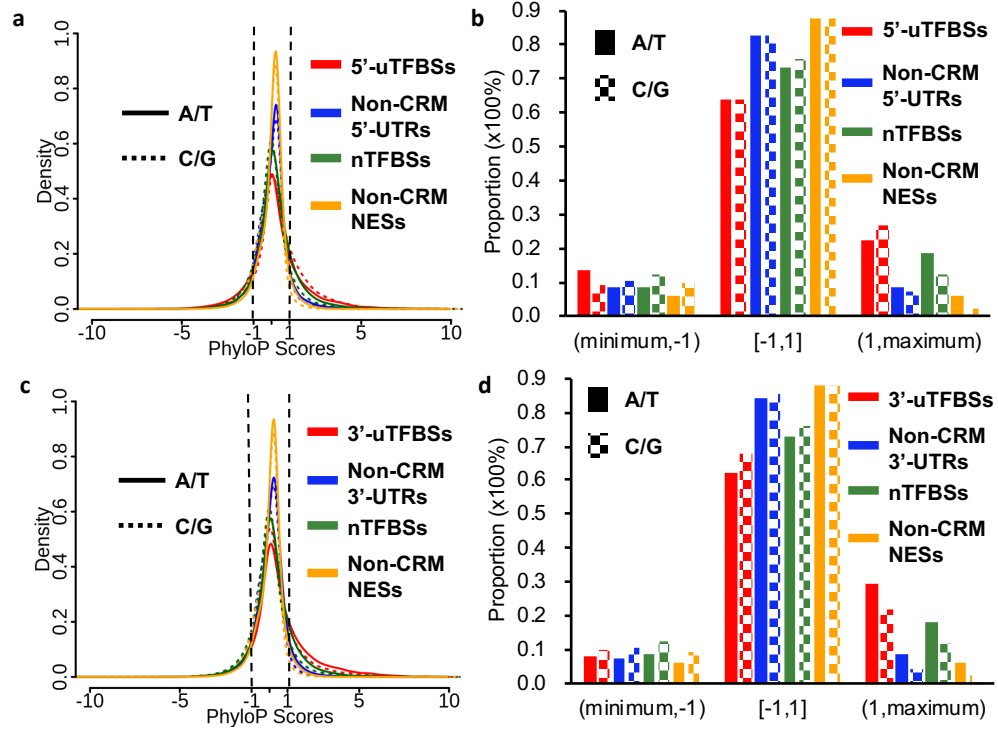 a
1.0
0.8
0.6
0.4
0.2
0.0
Density
A/T
C/G
5’-uTFBSs
Non-CRM
5’-UTRs
nTFBSs
Non-CRM
NESs
-10
-5
-1
1
5
10
PhyloP Scores
b
0.9
0.8
0.7
0.6
0.5
0.4
0.3
0.2
0.1
0.0
Proportion (x100%)
A/T
C/G
5’-uTFBSs
Non-CRM
5’-UTRs
nTFBSs
Non-CRM
NESs
(minimum,-1)
[-1,1]
(1,maximum)
c
1.0
0.8
0.6
0.4
0.2
0.0
Density
A/T
C/G
3’-uTFBSs
Non-CRM
3’-UTRs
nTFBSs
Non-CRM
NESs
-10
-5
-1
1
5
10
PhyloP Scores
d
0.9
0.8
0.7
0.6
0.5
0.4
0.3
0.2
0.1
0.0
Proportion (x100%)
A/T
C/G
3’-uTFBSs
Non-CRM
3’-UTRs
nTFBSs
Non-CRM
NESs
(minimum,-1)
[-1,1]
(1,maximum)